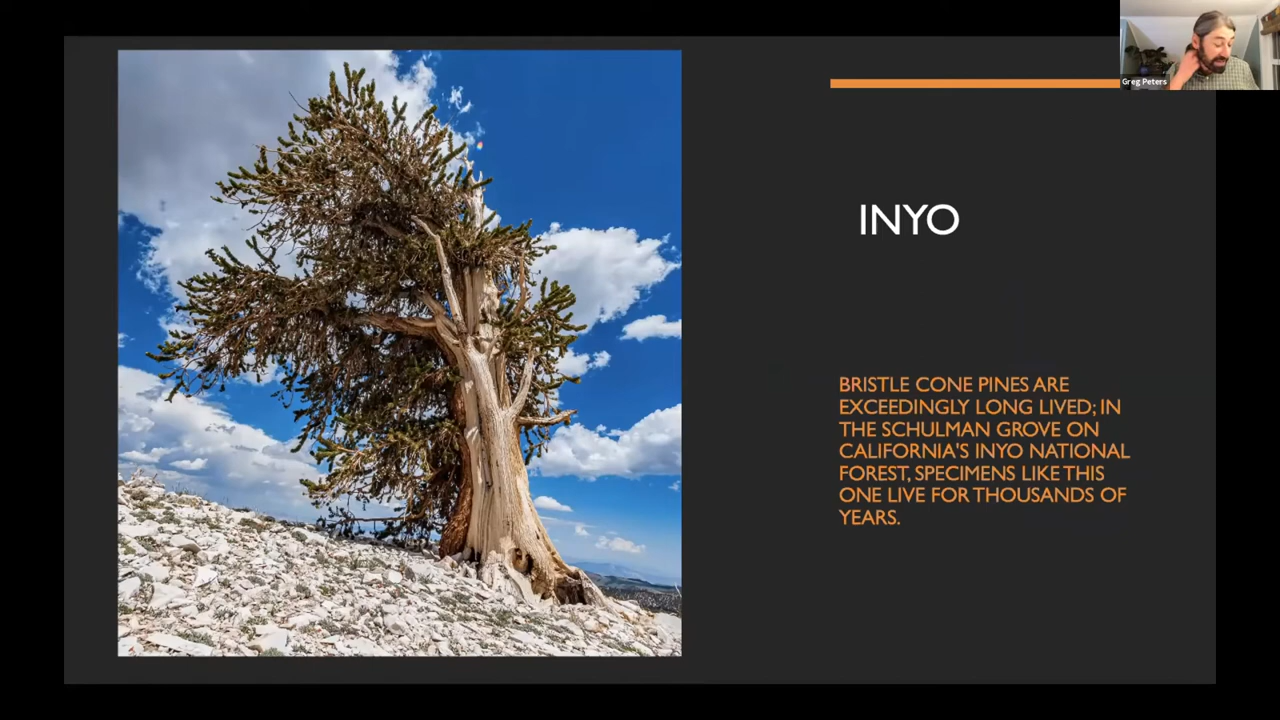 Greg Peters
INYO
BRISTLE CONE PINES ARE
EXCEEDINGLY LONG LIVED; IN
THE SCHULMAN GROVE ON
CALIFORNIA'S INYO NATIONAL
FOREST, SPECIMENS LIKE THIS
ONE LIVE FOR THOUSANDS OF
YEARS.